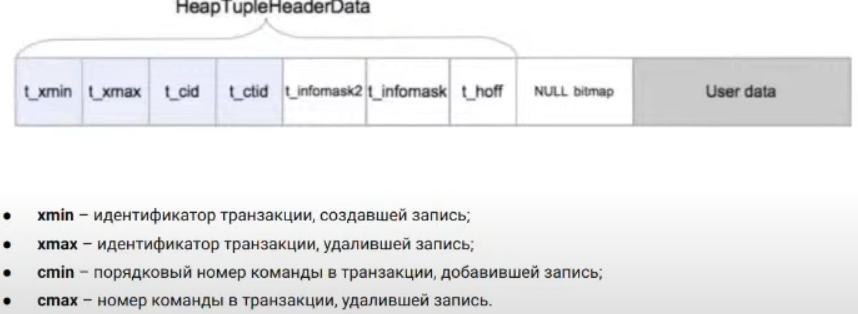 HeapTupleHeaderData
t_xmin t_xmax t_cid t_ctid t_infomask2 t_infomask t_hoff NULL bitmap User data
● xmin – идентификатор транзакции, создавшей запись;
● xmax – идентификатор транзакции, удалившей запись;
● cmin – порядковый номер команды в транзакции, добавившей запись;
● cmax – номер команды в транзакции, удалившей запись.